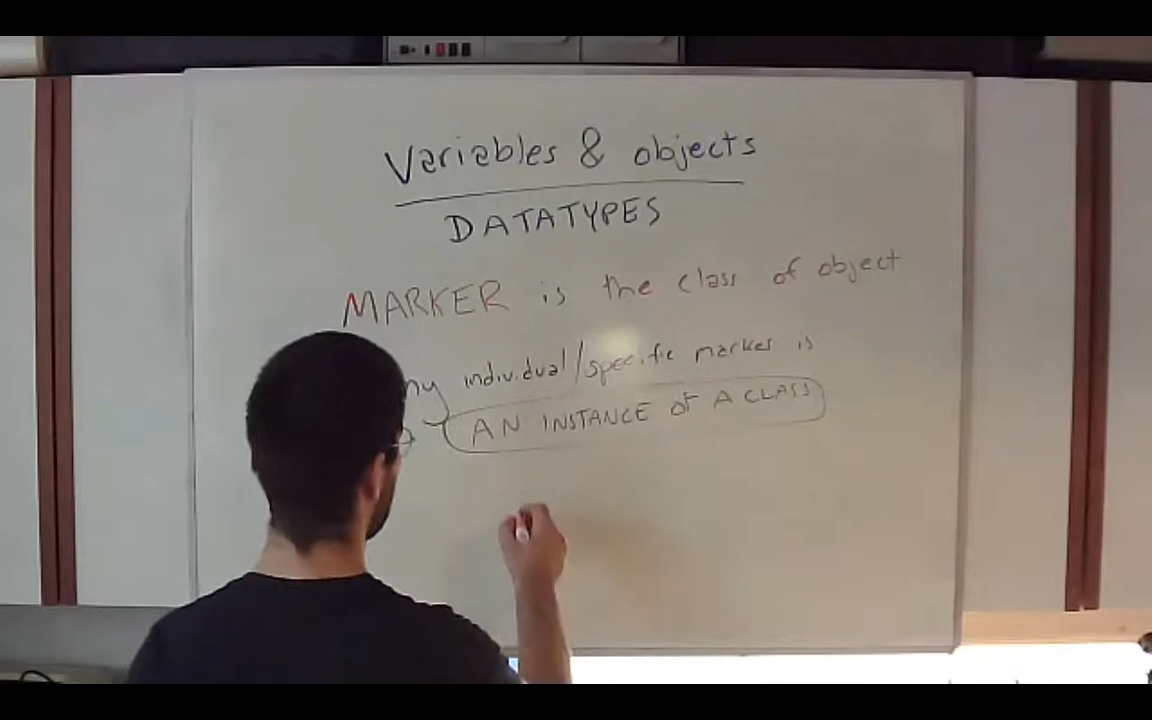 Variables & objects
DATATYPES
MARKER is the class of object
individual/specific marker is
AN INSTANCE OF A CLASS